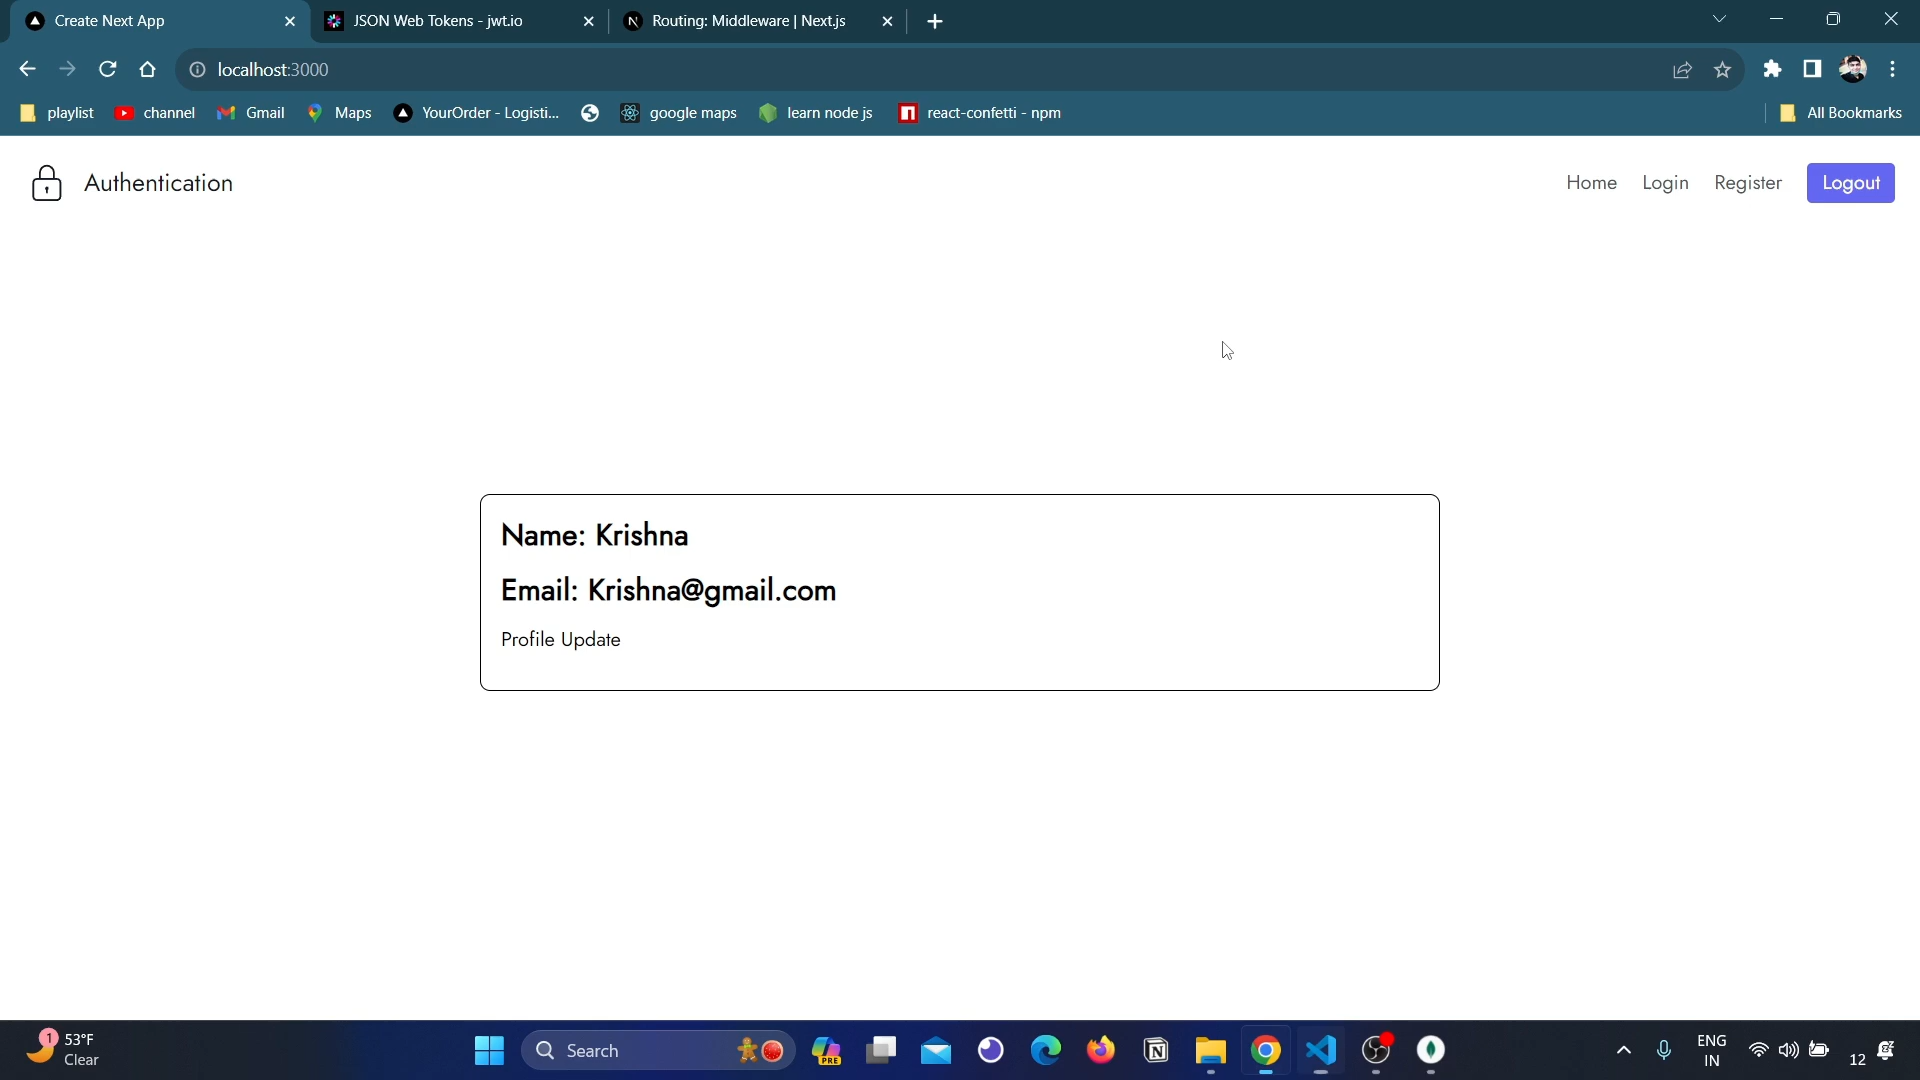 Create Next App
JSON Web Tokens - jwt.io
Routing: Middleware | Next.js
localhost:3000
playlist
channel
Gmail
Maps
YourOrder - Logisti...
google maps
learn node js
react-confetti - npm
All Bookmarks
Authentication
Home
Login
Register
Logout
Name: Krishna
Email: Krishna@gmail.com
Profile Update
1
53°F
Clear
Search
PRE
ENG
IN
12